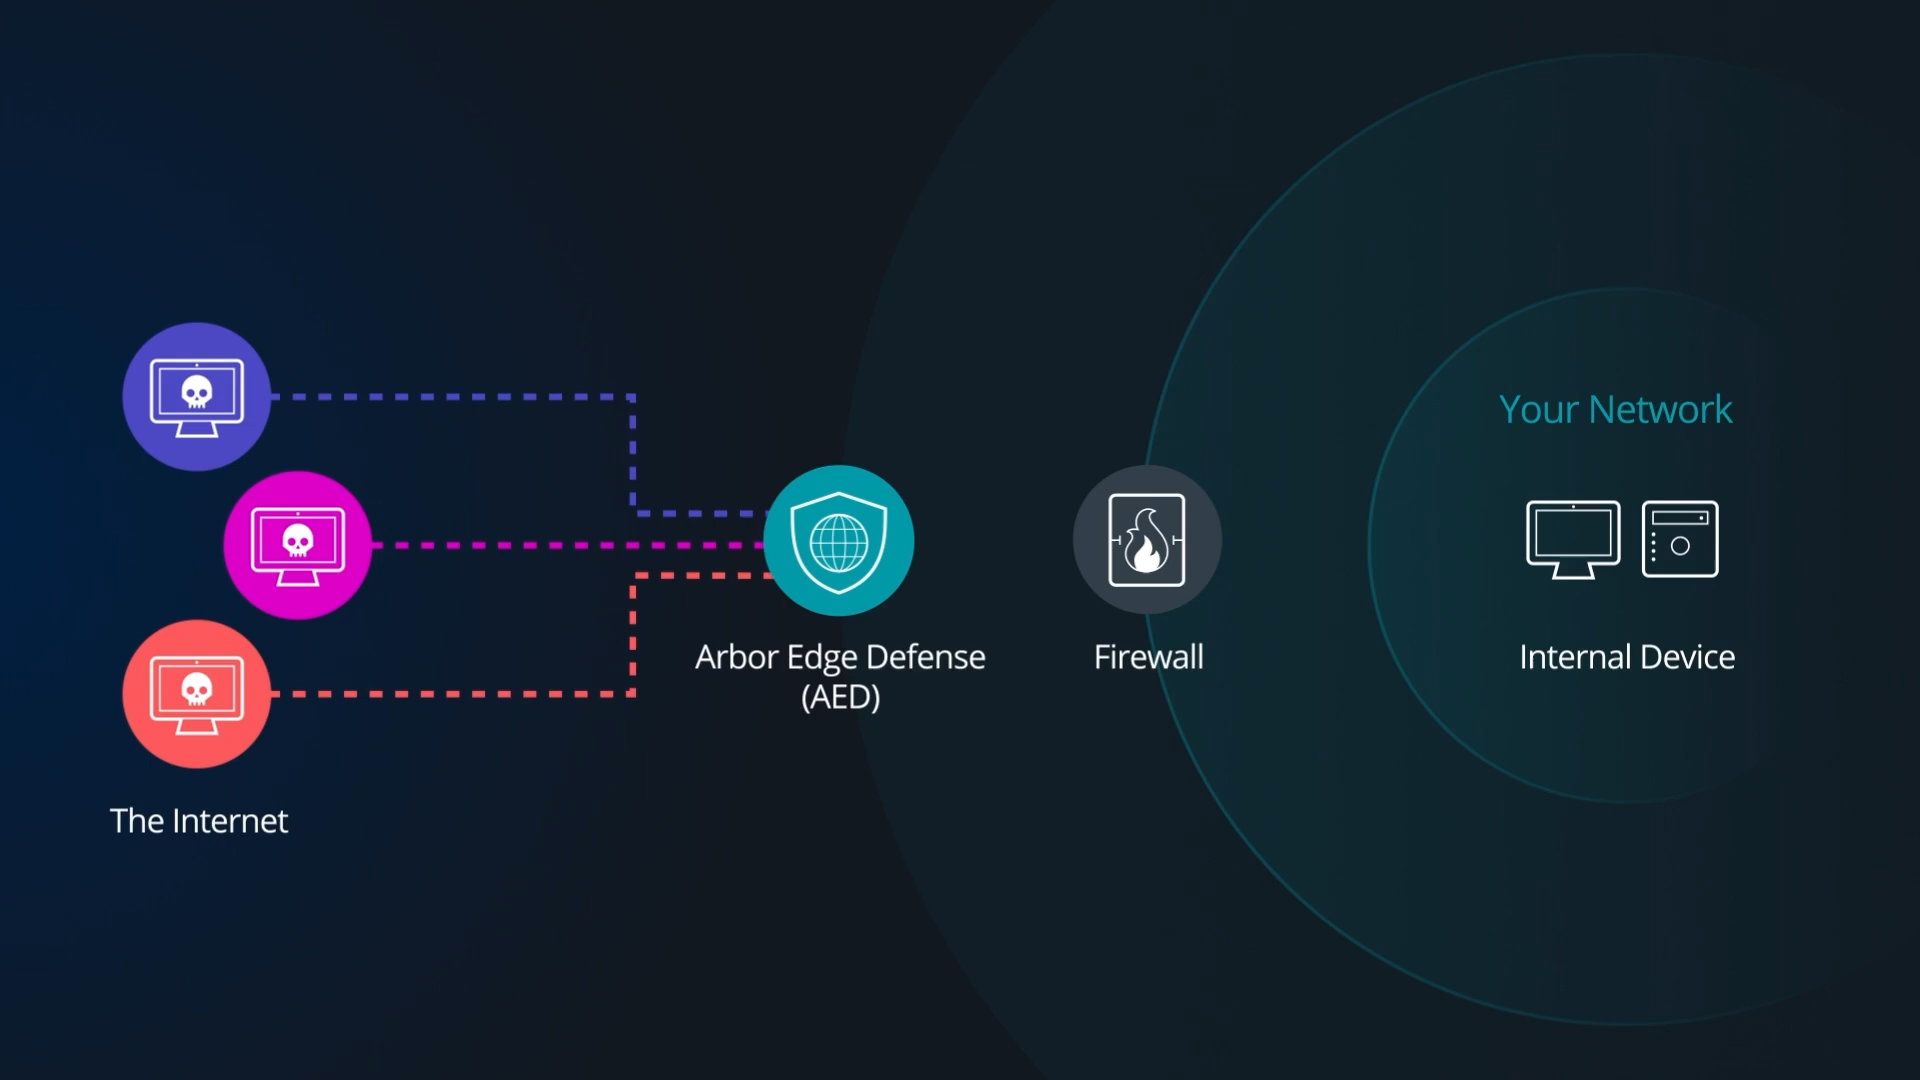 Your Network
Arbor Edge Defense
(AED)
Firewall
Internal Device
The Internet